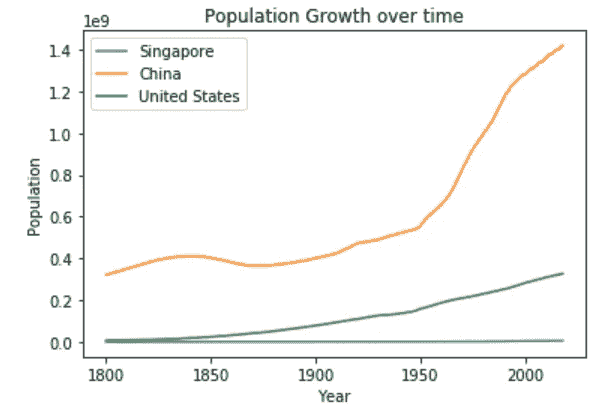 Population Growth over time
1e9
Singapore
China
United States
1.4
1.2
1.0
0.8
0.6
0.4
0.2
0.0
Population
1800 1850 1900 1950 2000
Year